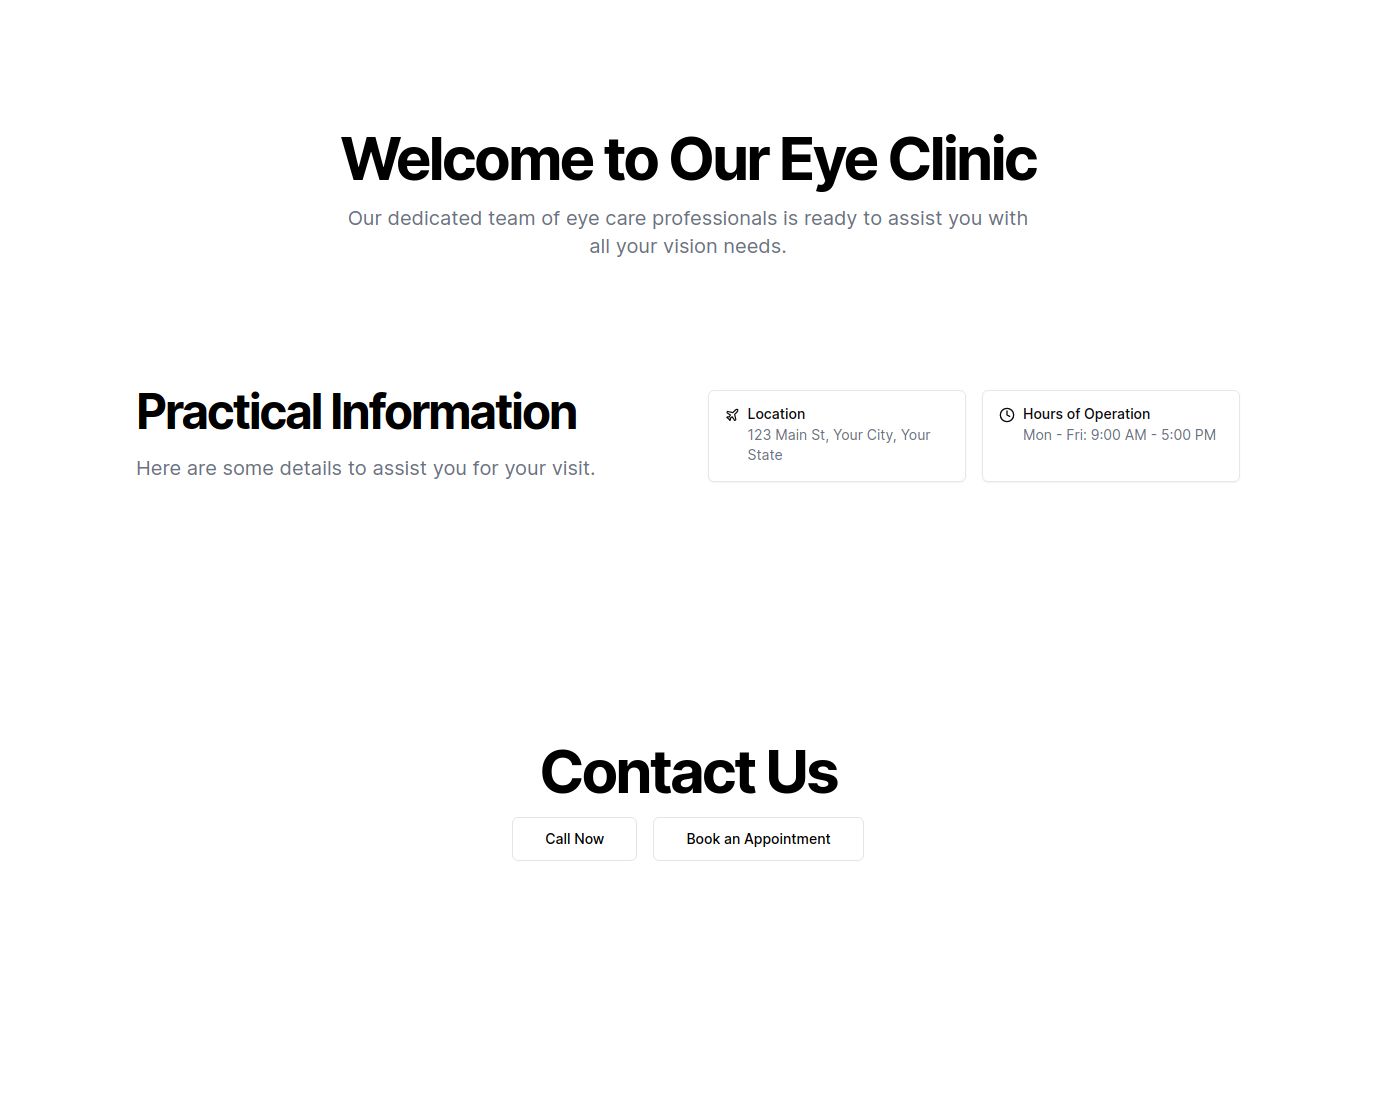 Welcome to Our Eye Clinic
Our dedicated team of eye care professionals is ready to assist you with
all your vision needs.
Practical Information
Here are some details to assist you for your visit.
Location
123 Main St, Your City, Your
State
Hours of Operation
Mon - Fri: 9:00 AM - 5:00 PM
Contact Us
Call Now
Book an Appointment